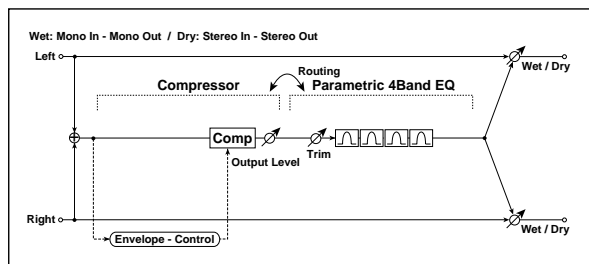 Wet: Mono In - Mono Out / Dry: Stereo In - Stereo Out
Left
Wet / Dry
Routing
Compressor
Parametric 4Band EQ
Comp
Output Level
Trim
Right
Wet / Dry
Envelope - Control